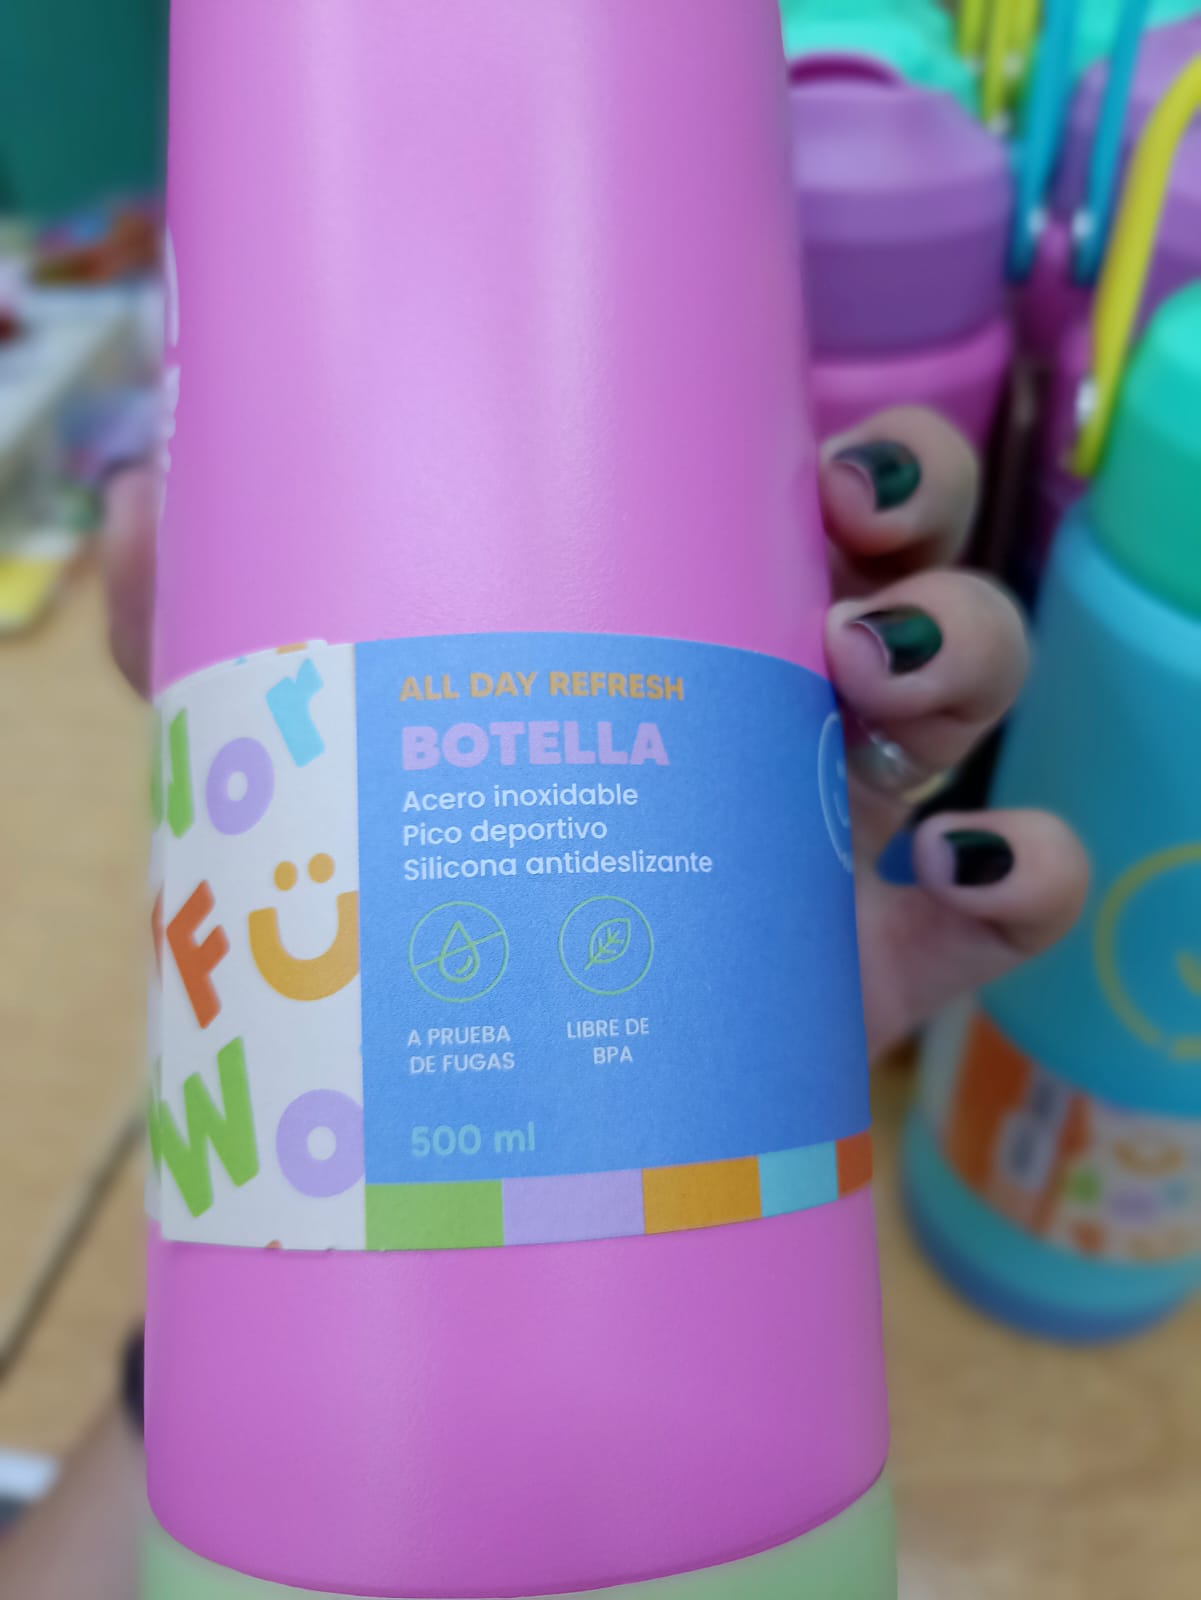 ALL DAY REFRESH
BOTELLA
Acero inoxidable
Pico deportivo
Silicona antideslizante
A PRUEBA
DE FUGAS
LIBRE DE
BPA
500 ml